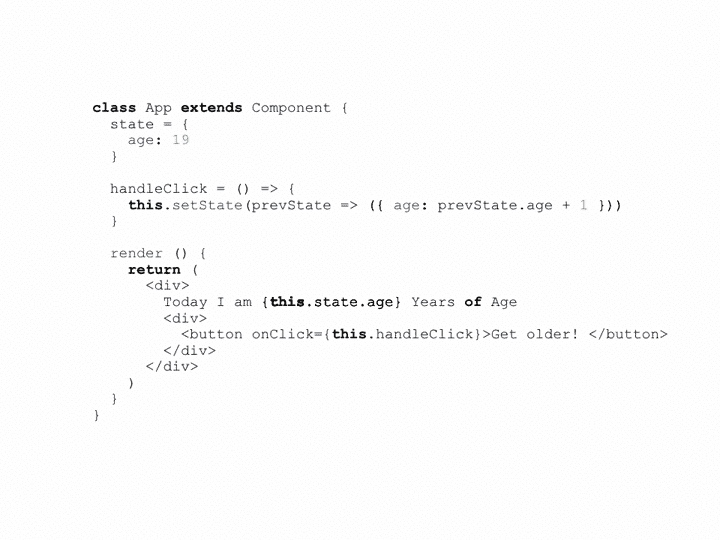 class App extends Component {
  state = {
    age: 19
  }

  handleClick = () => {
    this.setState(prevState => ({ age: prevState.age + 1 }))
  }

  render () {
    return (
      <div>
        Today I am {this.state.age} Years of Age
        <div>
          <button onClick={this.handleClick}>Get older! </button>
        </div>
      </div>
    )
  }
}